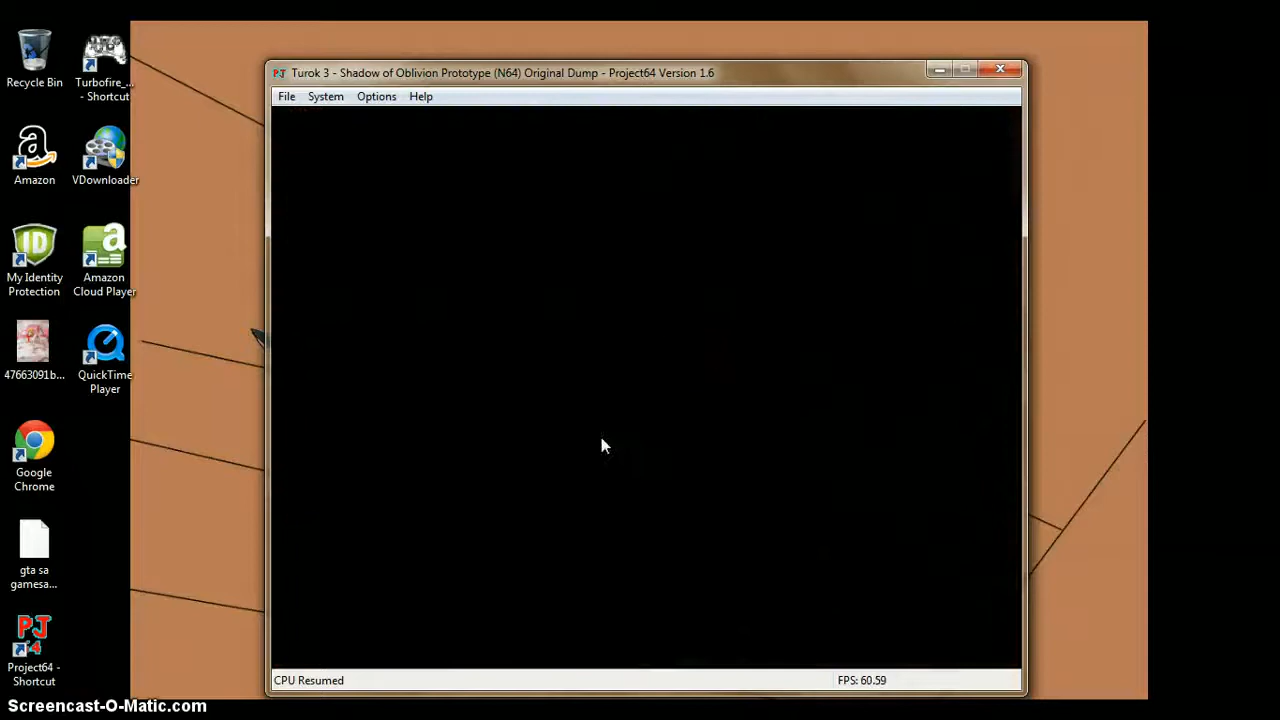 Recycle Bin
Turbofire_...
- Shortcut
Amazon
VDownloader
My Identity
Protection
Amazon
Cloud Player
47663091b...
QuickTime
Player
Google
Chrome
gta sa
gamesa...
Project64 -
Shortcut
Turok 3 - Shadow of Oblivion Prototype (N64) Original Dump - Project64 Version 1.6
File System Options Help
CPU Resumed FPS: 60.59
Screencast-O-Matic.com